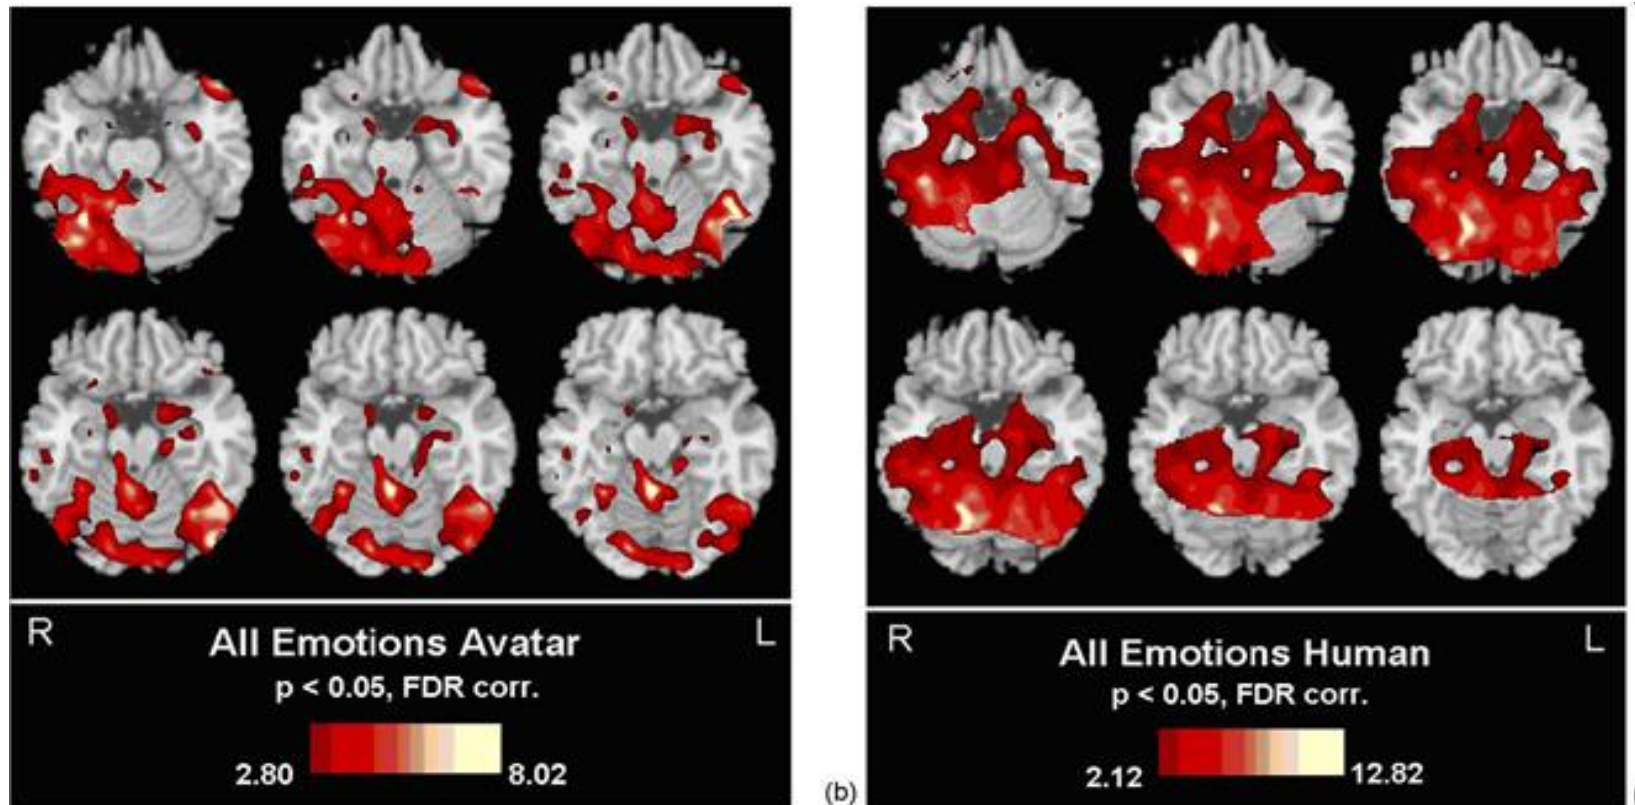 R
L
All Emotions Avatar
p < 0.05, FDR corr.
2.80
8.02
(b)
R
L
All Emotions Human
p < 0.05, FDR corr.
2.12
12.82